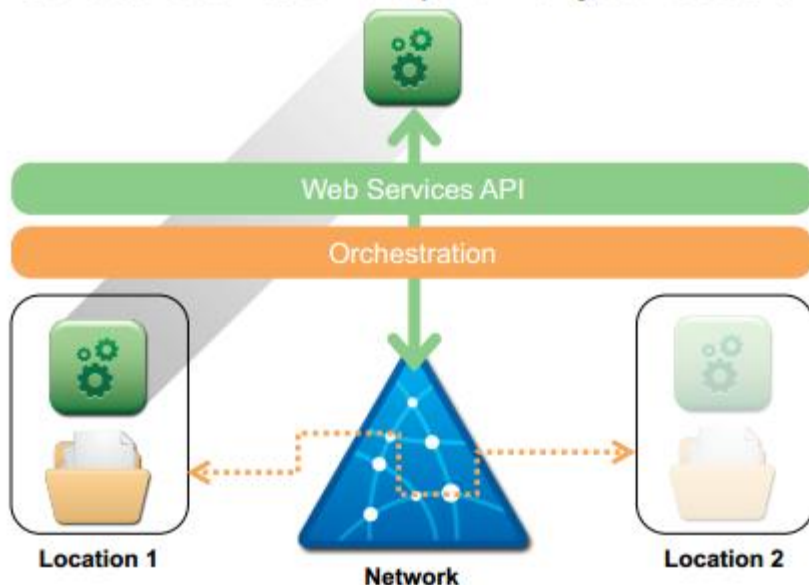 Web Services API
Orchestration
Location 1
Network
Location 2